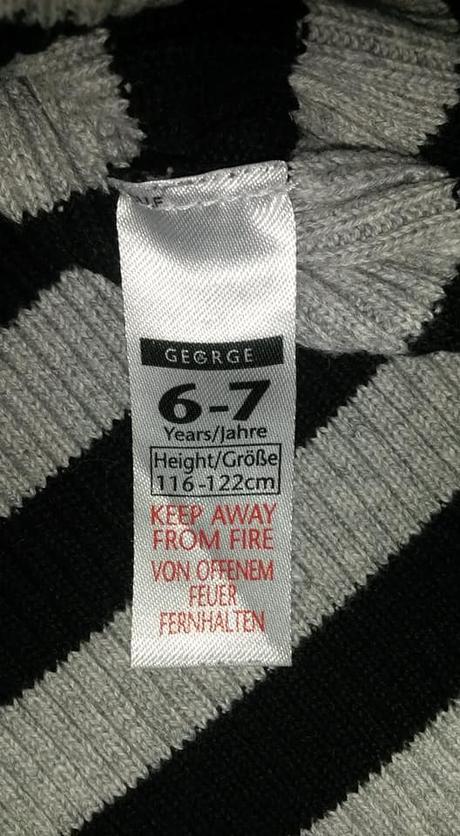 GEORGE
6-7
Years/Jahre
Height/Größe
116-122cm
KEEP AWAY
FROM FIRE
VON OFFENEM
FEUER
FERNHALTEN